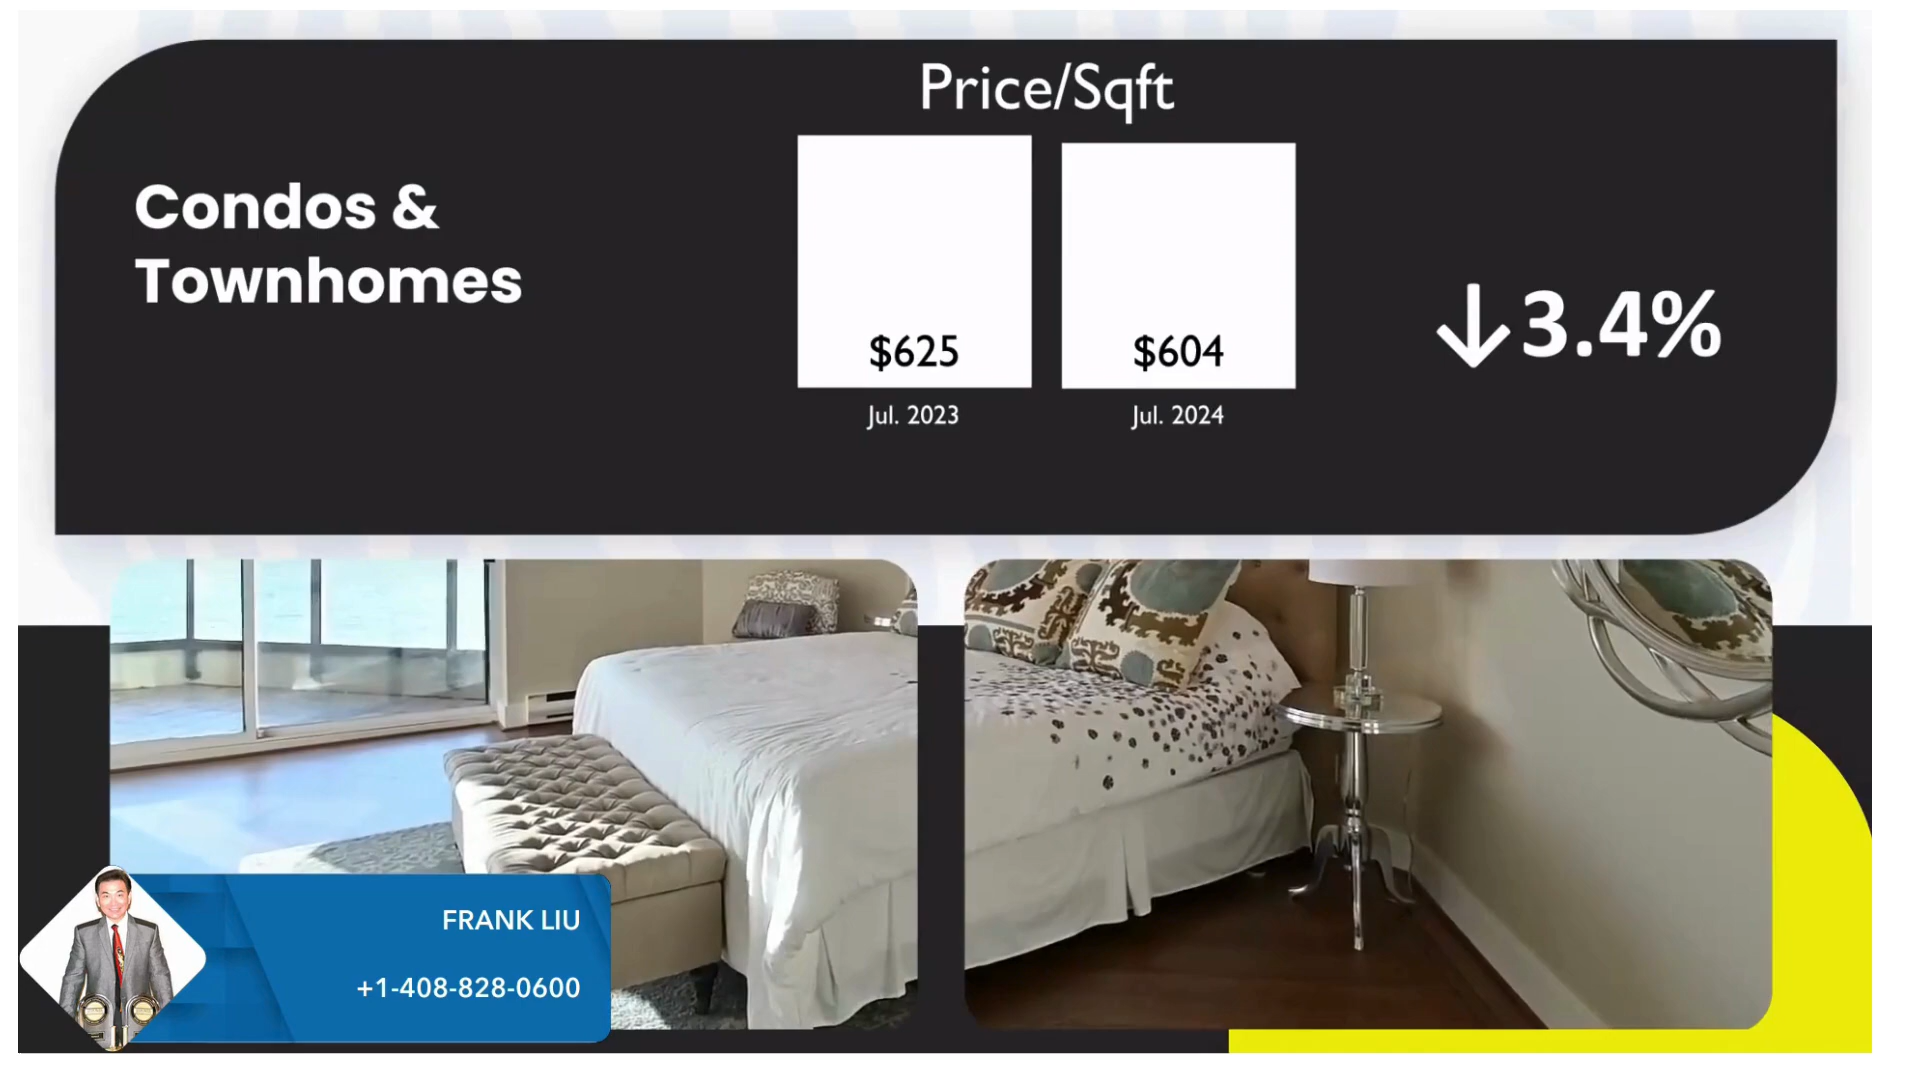 Price/Sqft
Condos &
Townhomes
$625
$604
↓3.4%
Jul. 2023
Jul. 2024
FRANK LIU
+1-408-828-0600